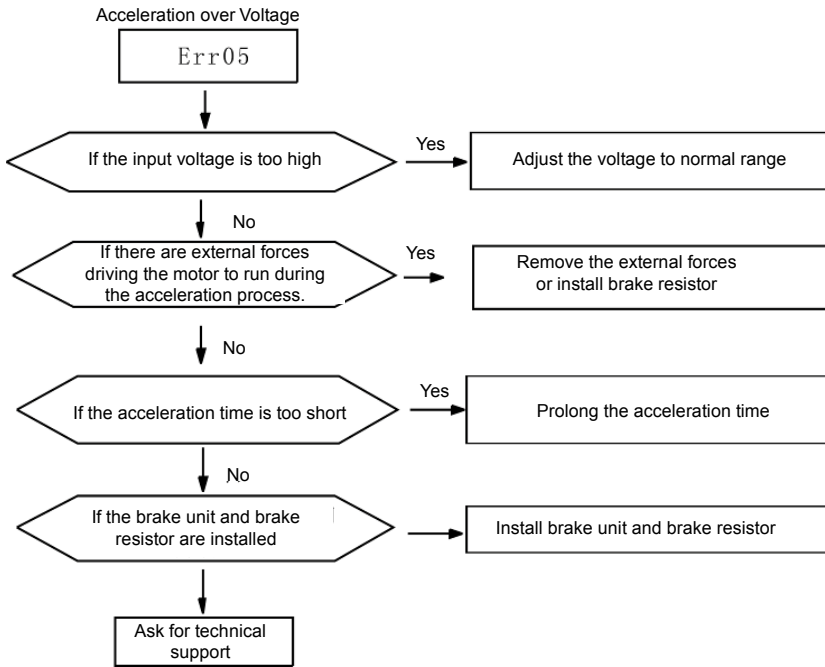 Acceleration over Voltage
Err05
If the input voltage is too high
Yes
Adjust the voltage to normal range
No
If there are external forces
driving the motor to run during
the acceleration process.
Yes
Remove the external forces
or install brake resistor
No
If the acceleration time is too short
Yes
Prolong the acceleration time
No
If the brake unit and brake
resistor are installed
Install brake unit and brake resistor
Ask for technical
support